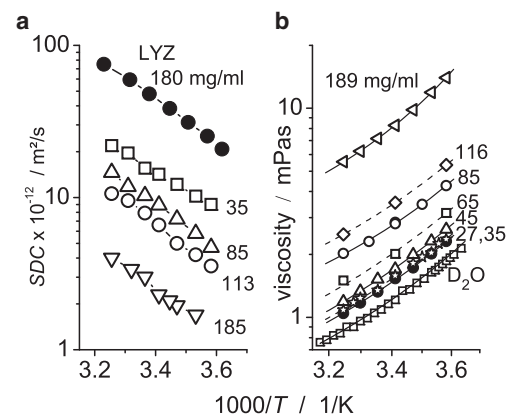 a
b
100
10
1
SDC x 10⁻¹² / m²/s
LYZ
180 mg/ml
35
85
113
185
3.2 3.4 3.6
10
1
viscosity / mPas
189 mg/ml
116
85
65
45
27,35
D₂O
3.2 3.4 3.6
1000/T / 1/K